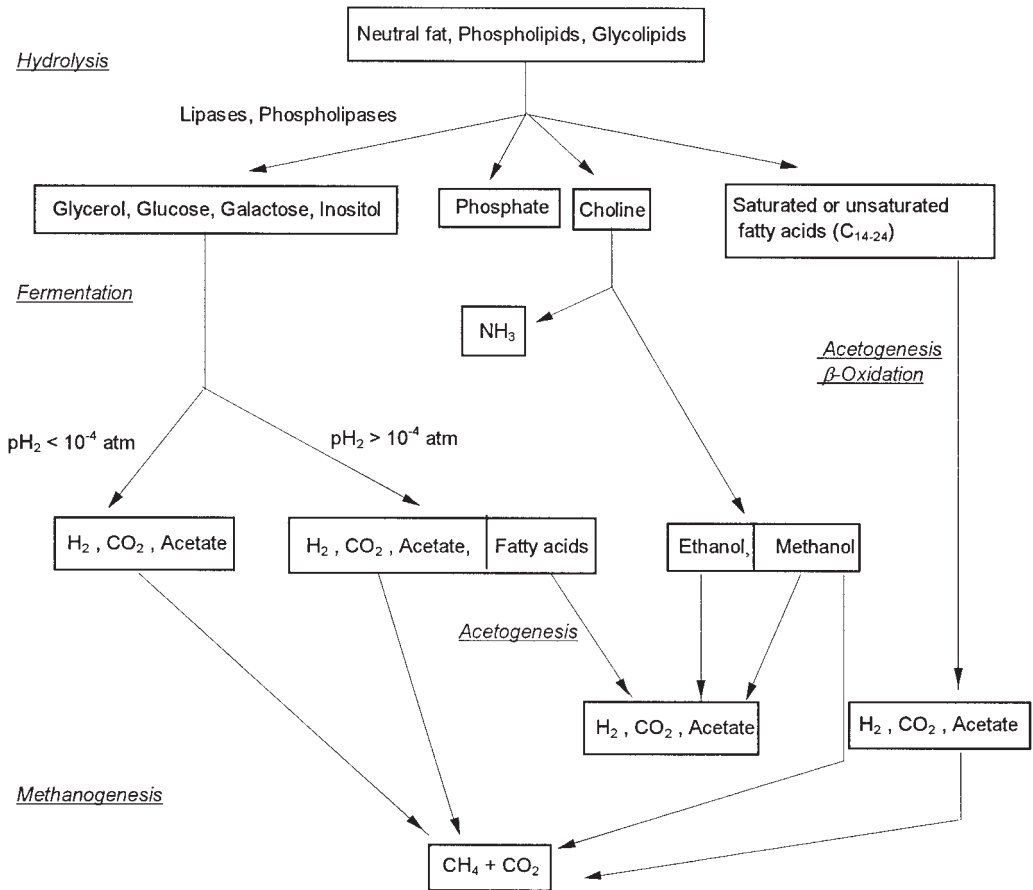 Neutral fat, Phospholipids, Glycolipids
Hydrolysis
Lipases, Phospholipases
Glycerol, Glucose, Galactose, Inositol
Phosphate
Choline
Saturated or unsaturated
fatty acids (C₁₄₋₂₄)
Fermentation
NH₃
Acetogenesis
β-Oxidation
pH₂ < 10⁻⁴ atm
pH₂ > 10⁻⁴ atm
H₂ , CO₂ , Acetate
H₂ , CO₂ , Acetate,
Fatty acids
Ethanol,
Methanol
Acetogenesis
H₂ , CO₂ , Acetate
H₂ , CO₂ , Acetate
Methanogenesis
CH₄ + CO₂